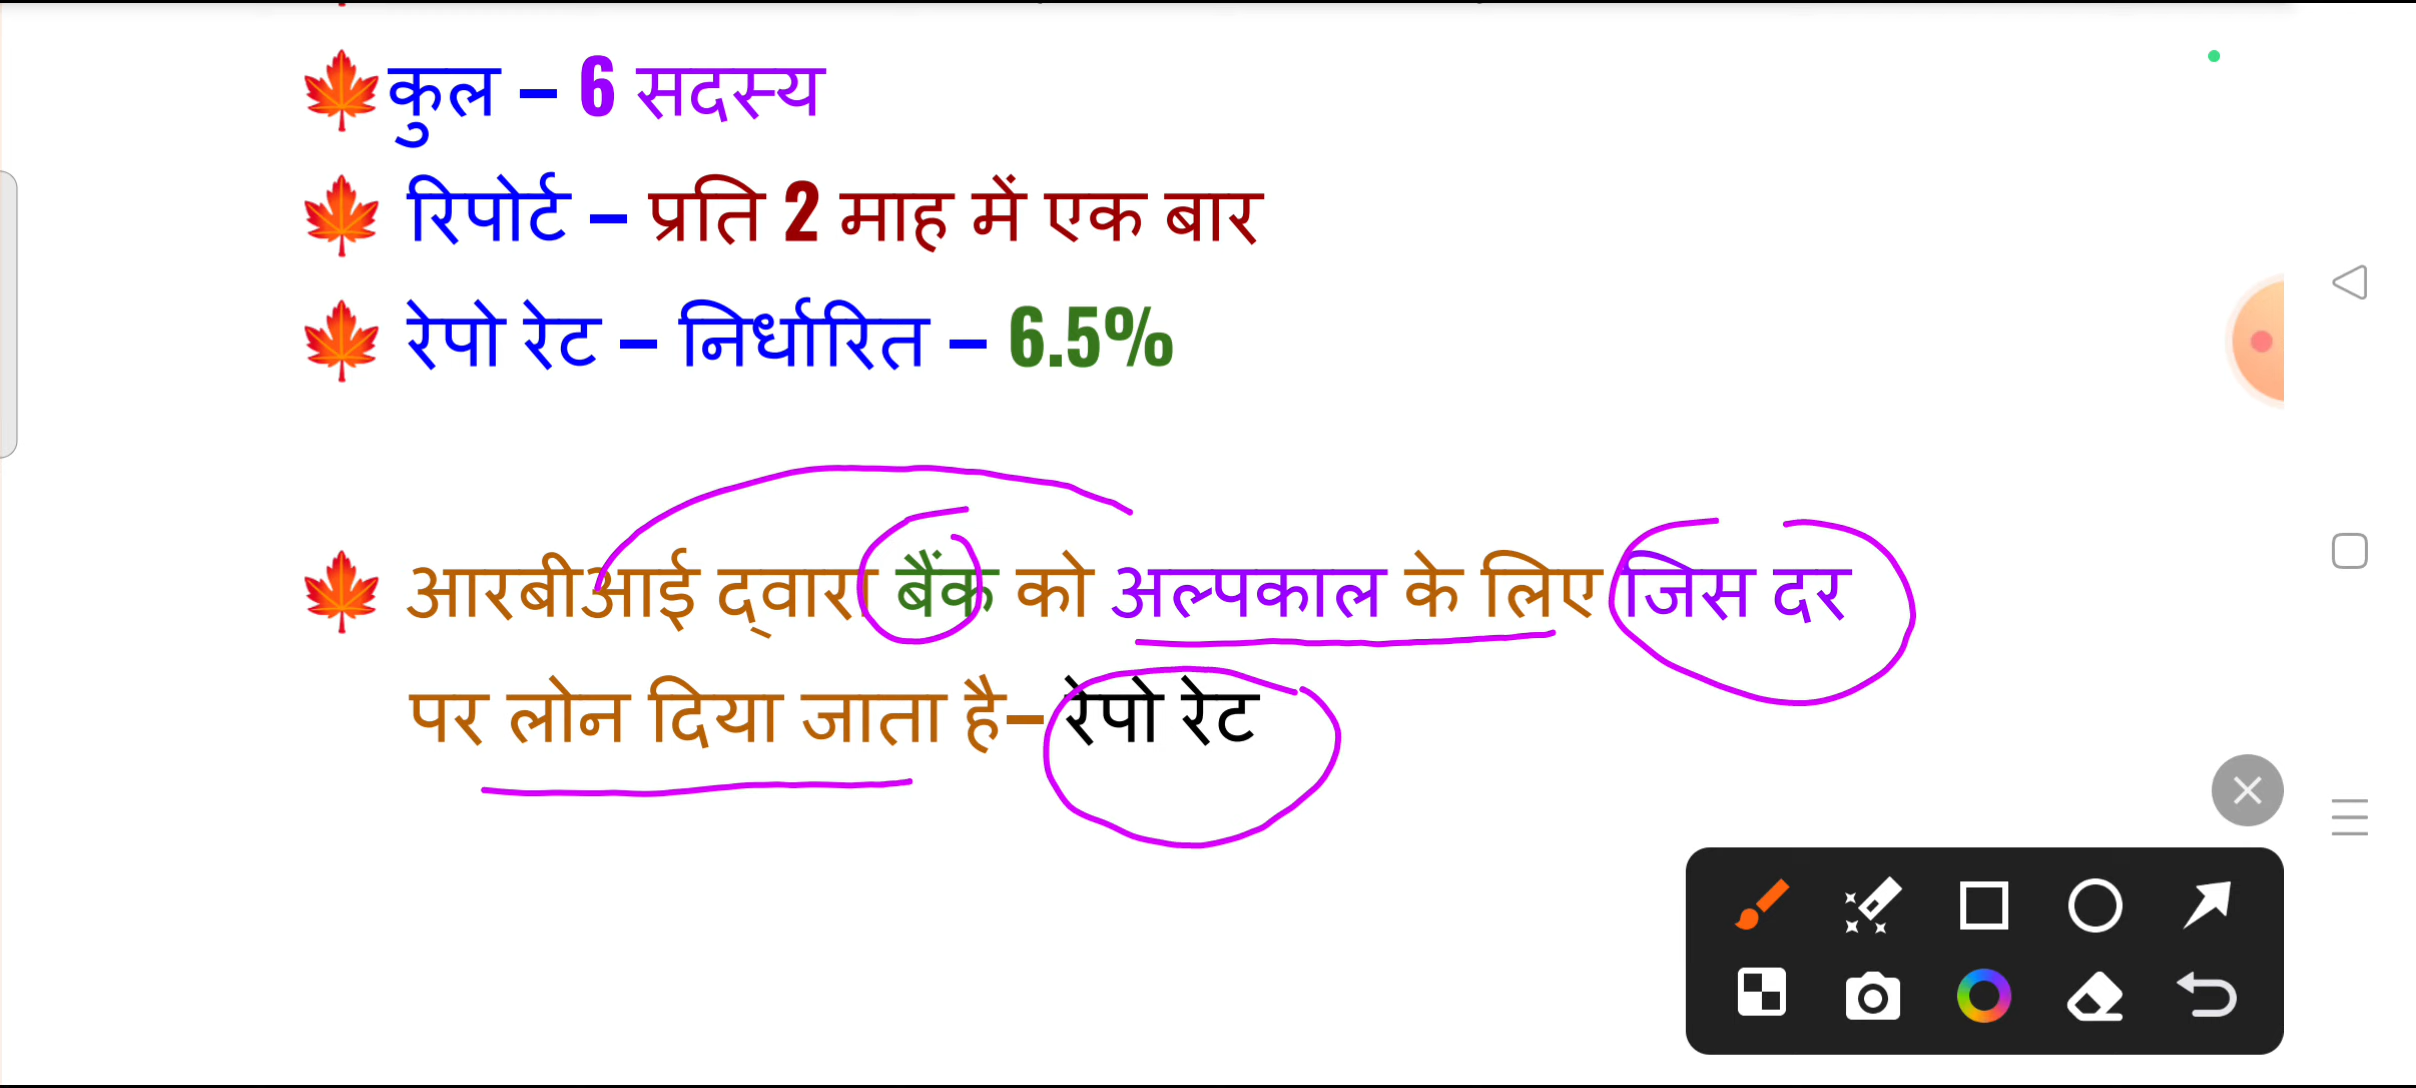 कुल – 6 सदस्य
रिपोर्ट – प्रति 2 माह में एक बार
रेपो रेट – निर्धारित – 6.5%
आरबीआई द्वारा बैंक को अल्पकाल के लिए जिस दर
पर लोन दिया जाता है– रेपो रेट